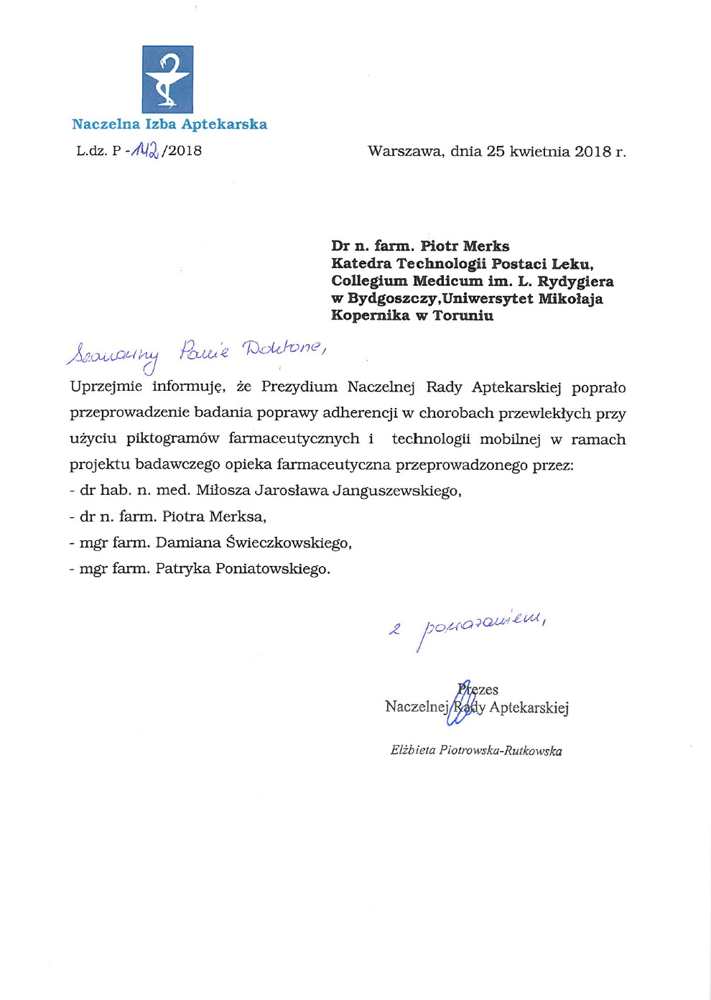 Naczelna Izba Aptekarska
L.dz. P -142/2018
Warszawa, dnia 25 kwietnia 2018 r.
Dr n. farm. Piotr Merks
Katedra Technologii Postaci Leku,
Collegium Medicum im. L. Rydygiera
w Bydgoszczy,Uniwersytet Mikołaja
Kopernika w Toruniu
Szanowny Panie Doktorze,
Uprzejmie informuję, że Prezydium Naczelnej Rady Aptekarskiej poprało
przeprowadzenie badania poprawy adherencji w chorobach przewlekłych przy
użyciu piktogramów farmaceutycznych i technologii mobilnej w ramach
projektu badawczego opieka farmaceutyczna przeprowadzonego przez:
- dr hab. n. med. Miłosza Jarosława Janguszewskiego,
- dr n. farm. Piotra Merksa,
- mgr farm. Damiana Świeczkowskiego,
- mgr farm. Patryka Poniatowskiego.
z poważaniem,
Prezes
Naczelnej Rady Aptekarskiej
Elżbieta Piotrowska-Rutkowska